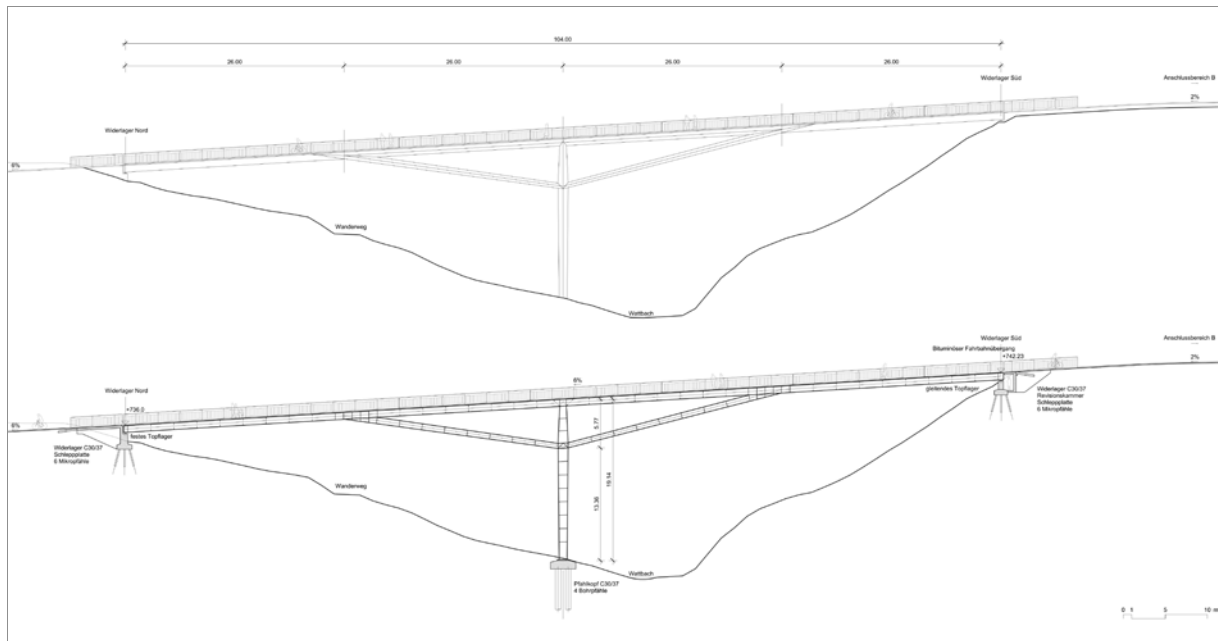 104.00
26.00 26.00 26.00 26.00
Widerlager Süd
Anschlussbereich B
2%
Widerlager Nord
6%
Wanderweg
Wattbach
Widerlager Süd
Anschlussbereich B
Bituminöser Fahrbahnübergang
+742.23
2%
Widerlager Nord
6%
gleitendes Topflager
Widerlager C30/37
Revisionskammer
Schleppplatte
6 Mikropfähle
+736.0
6%
festes Topflager
Widerlager C30/37
Schleppplatte
6 Mikropfähle
5.77
13.36
19.14
Wanderweg
Wattbach
Pfahlkopf C30/37
4 Bohrpfähle
0 1 5 10 m